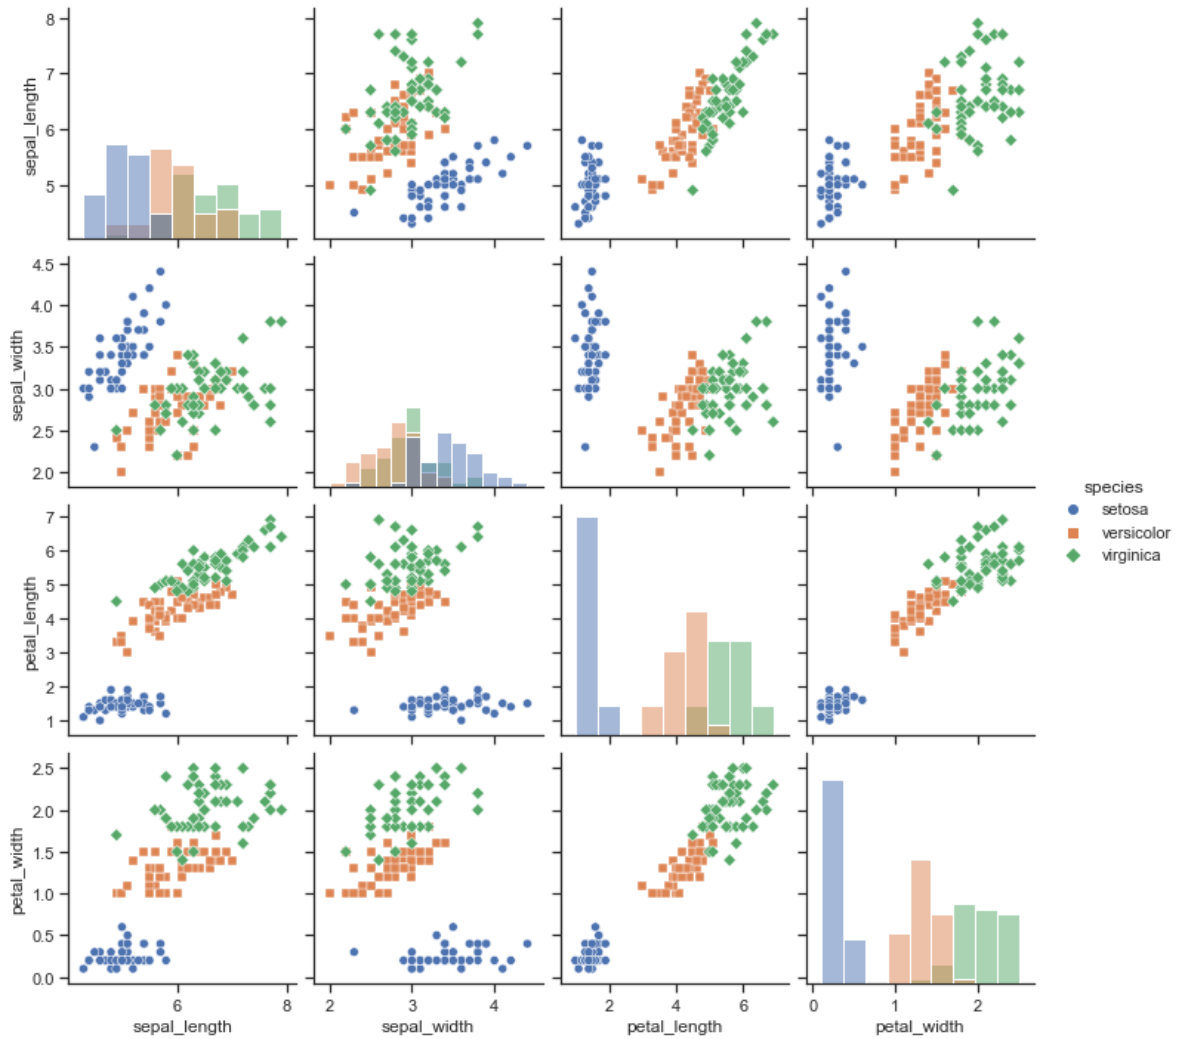 8
7
6
5
sepal_length
4.5
4.0
3.5
3.0
2.5
2.0
sepal_width
species
setosa
versicolor
virginica
7
6
5
4
3
2
1
petal_length
2.5
2.0
1.5
1.0
0.5
0.0
petal_width
6 8 2 3 4 2 4 6 0 1 2
sepal_length sepal_width petal_length petal_width